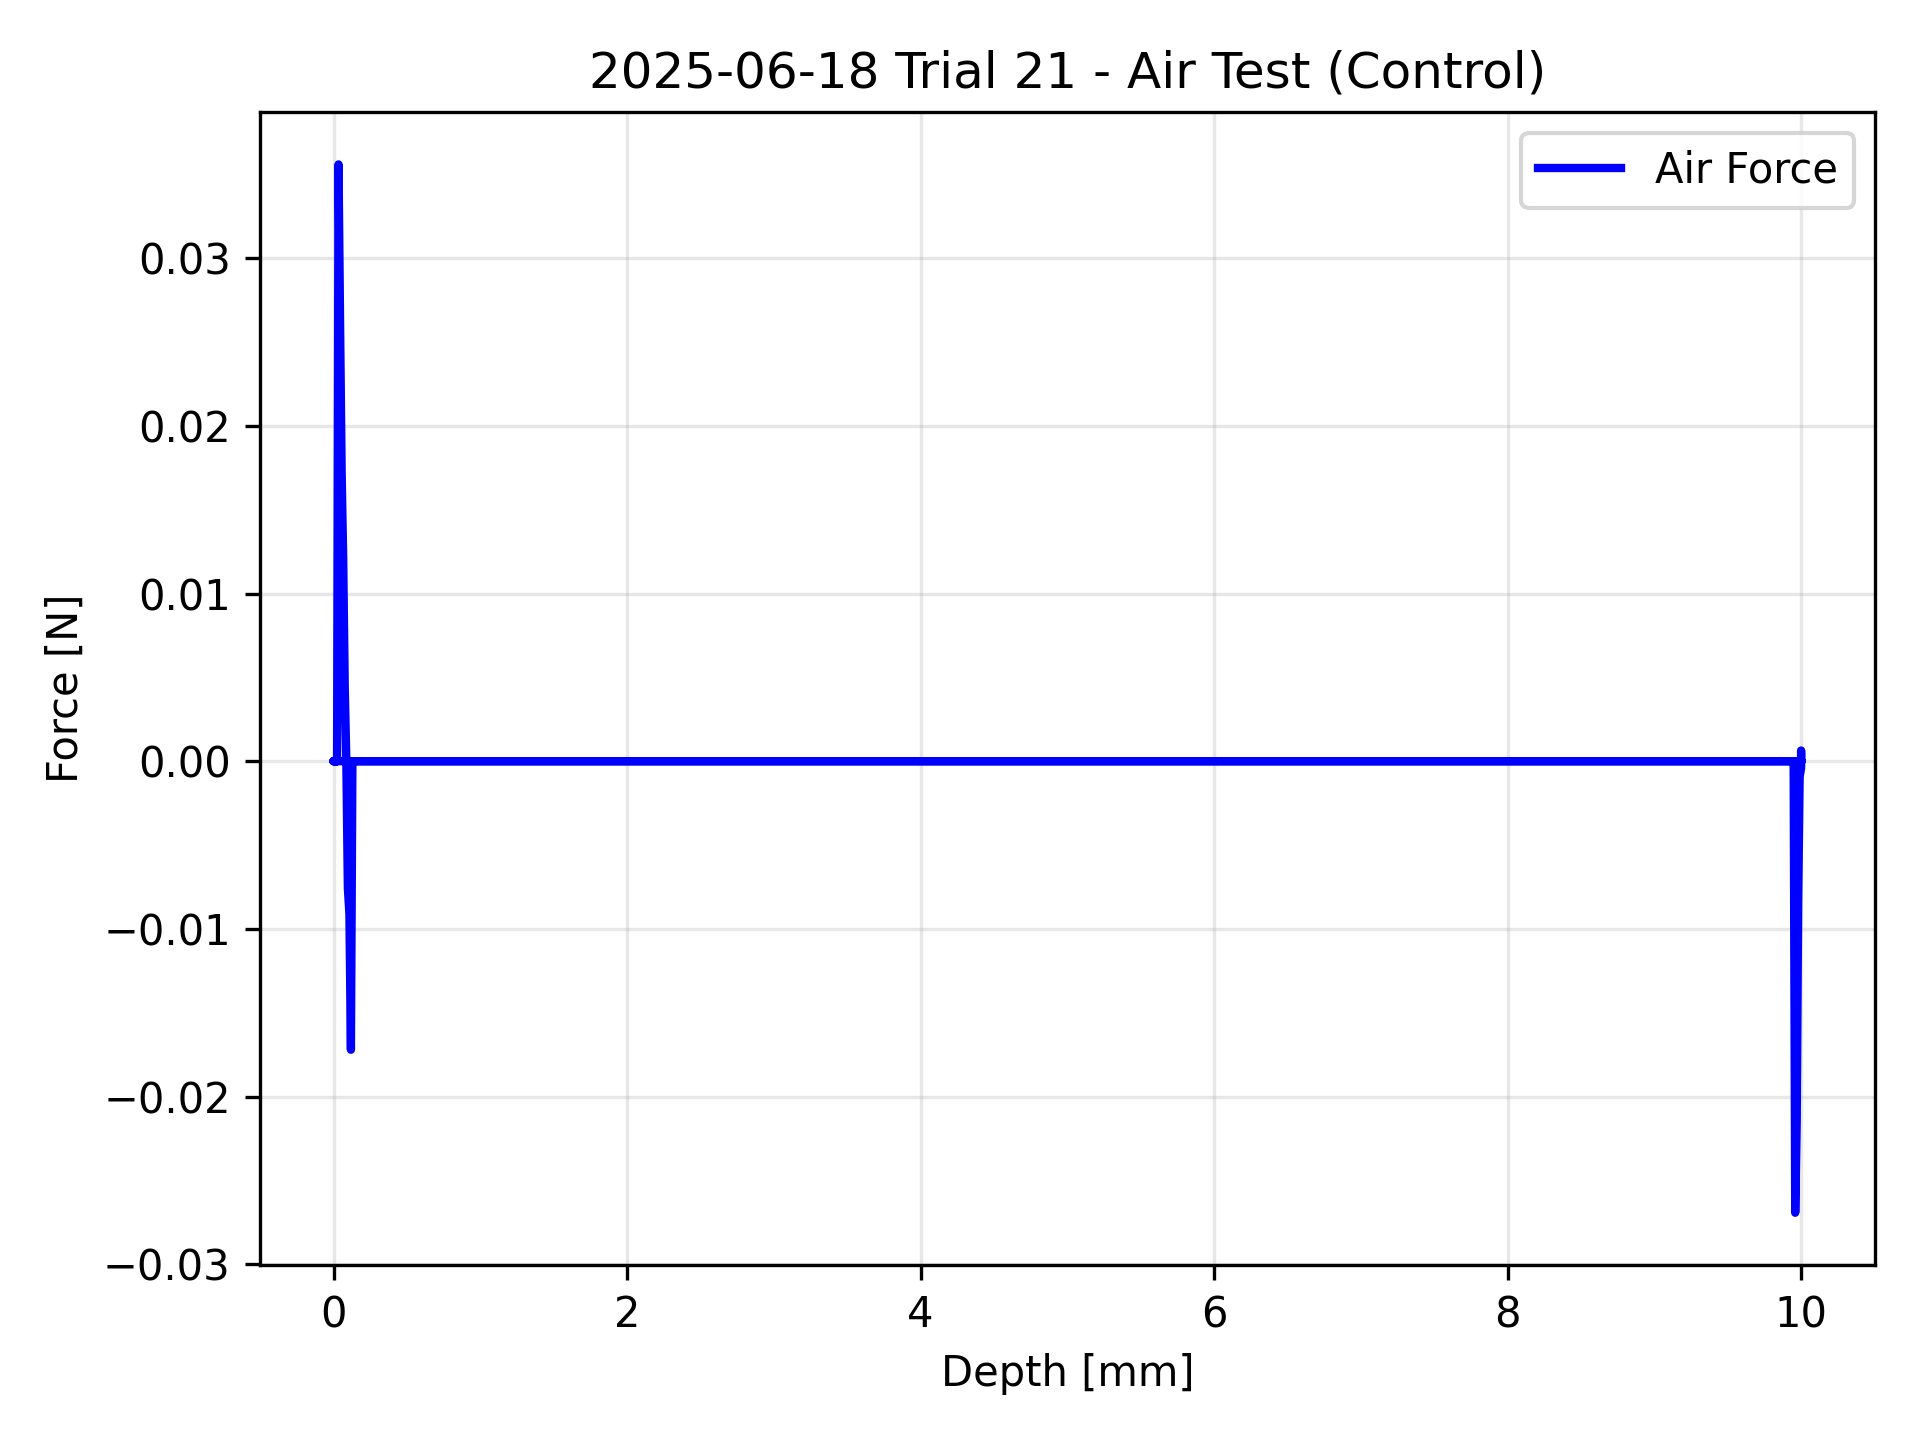 2025-06-18 Trial 21 - Air Test (Control)
Air Force
Force [N]
0.03
0.02
0.01
0.00
−0.01
−0.02
−0.03
0 2 4 6 8 10
Depth [mm]